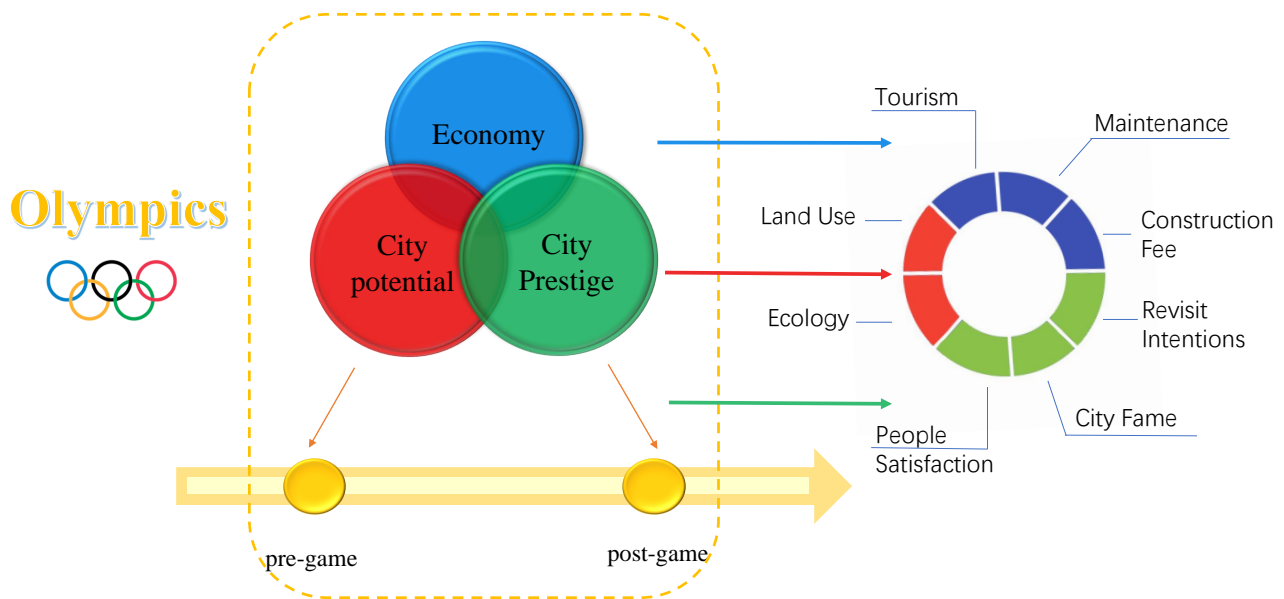 Olympics
Economy
City
potential
City
Prestige
pre-game
post-game
Tourism
Maintenance
Land Use
Construction
Fee
Ecology
Revisit
Intentions
City Fame
People
Satisfaction